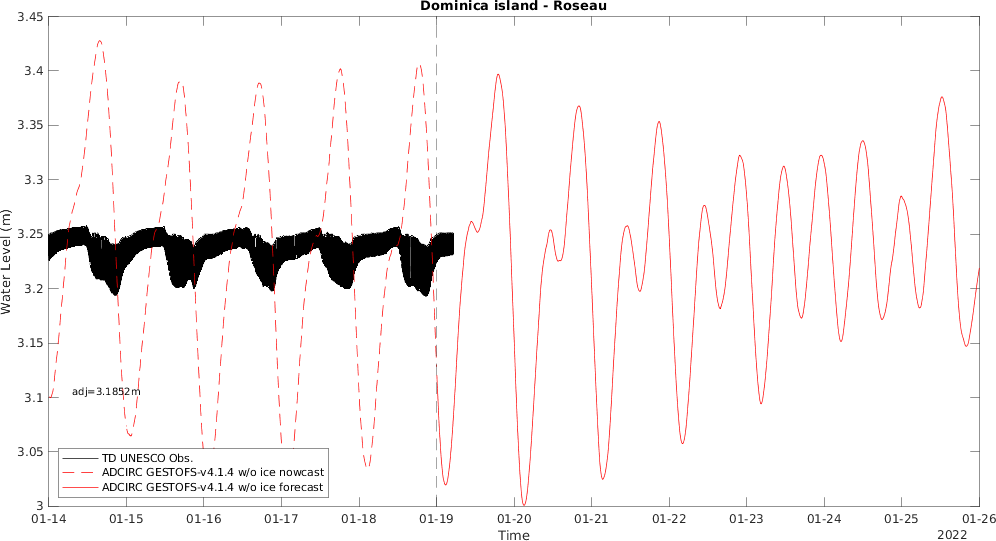 Dominica island - Roseau
3.45
3.4
3.35
3.3
3.25
3.2
3.15
3.1
3.05
3
Water Level (m)
adj=3.1852m
TD UNESCO Obs.
ADCIRC GESTOFS-v4.1.4 w/o ice nowcast
ADCIRC GESTOFS-v4.1.4 w/o ice forecast
01-14 01-15 01-16 01-17 01-18 01-19 01-20 01-21 01-22 01-23 01-24 01-25 01-26
Time
2022